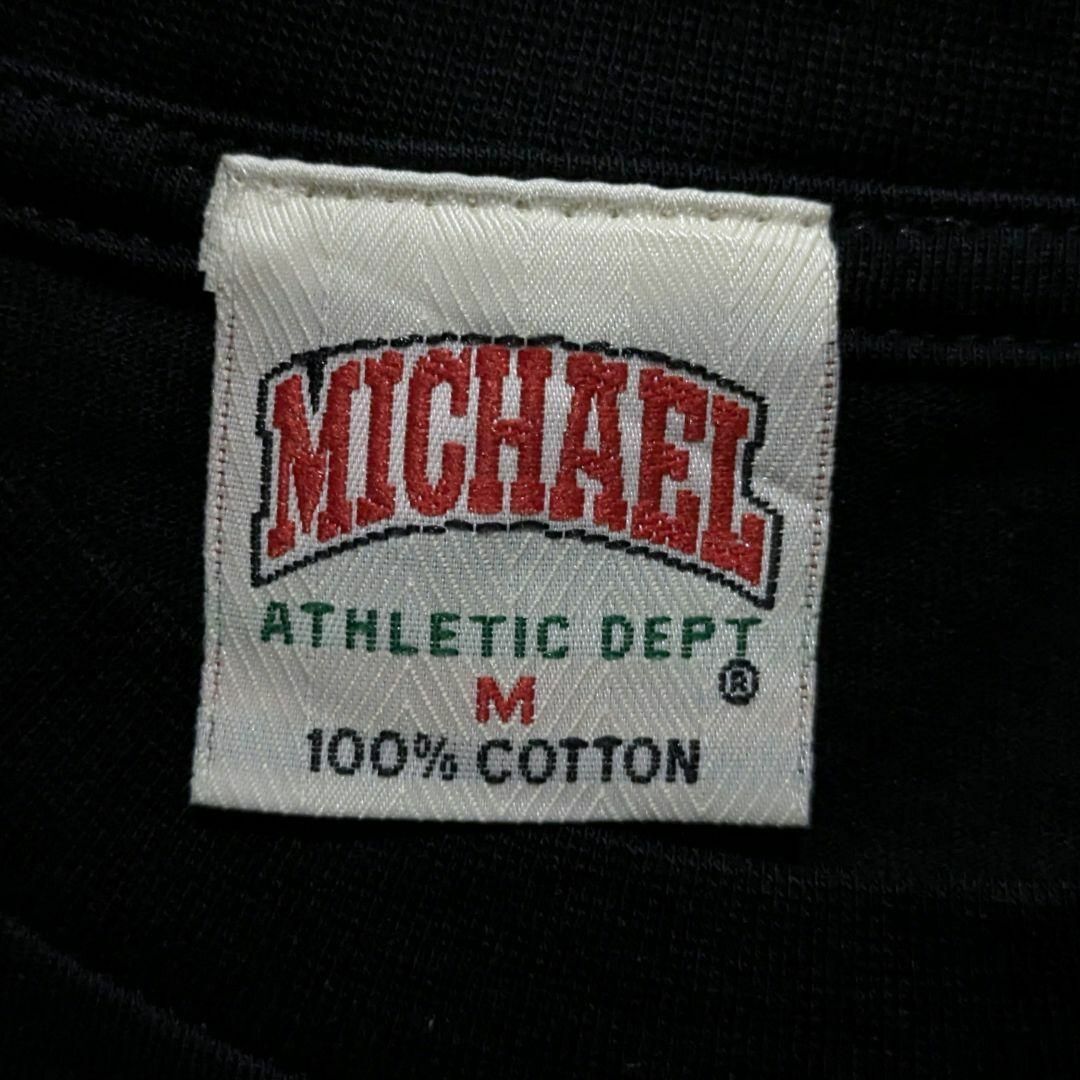 MICHAEL
ATHLETIC DEPT
®
M
100% COTTON